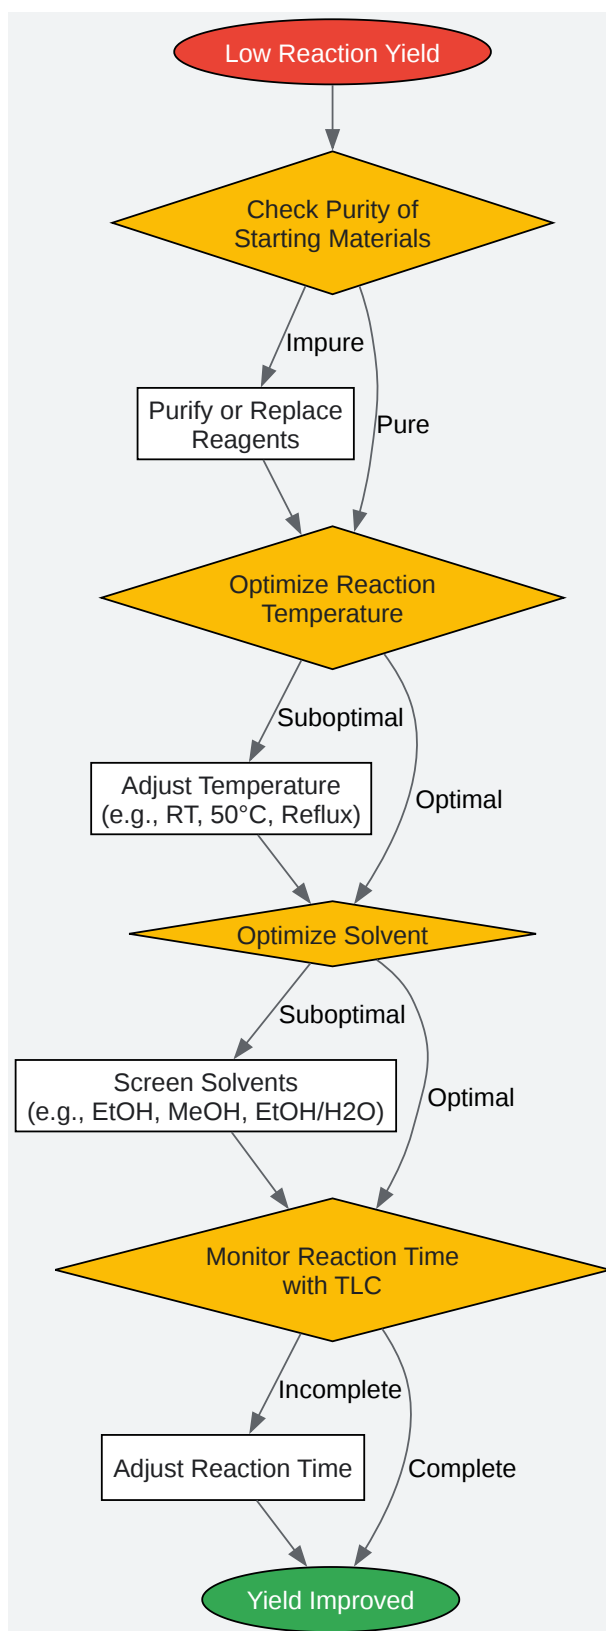 Low Reaction Yield
Check Purity of
Starting Materials
Impure
Purify or Replace
Reagents
Pure
Optimize Reaction
Temperature
Suboptimal
Adjust Temperature
(e.g., RT, 50°C, Reflux)
Optimal
Optimize Solvent
Suboptimal
Screen Solvents
(e.g., EtOH, MeOH, EtOH/H2O)
Optimal
Monitor Reaction Time
with TLC
Incomplete
Adjust Reaction Time
Complete
Yield Improved